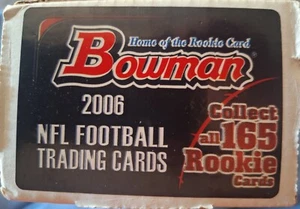 Home of the Rookie Card
Bowman
2006
NFL FOOTBALL
TRADING CARDS
Collect
all 165
Rookie
Cards